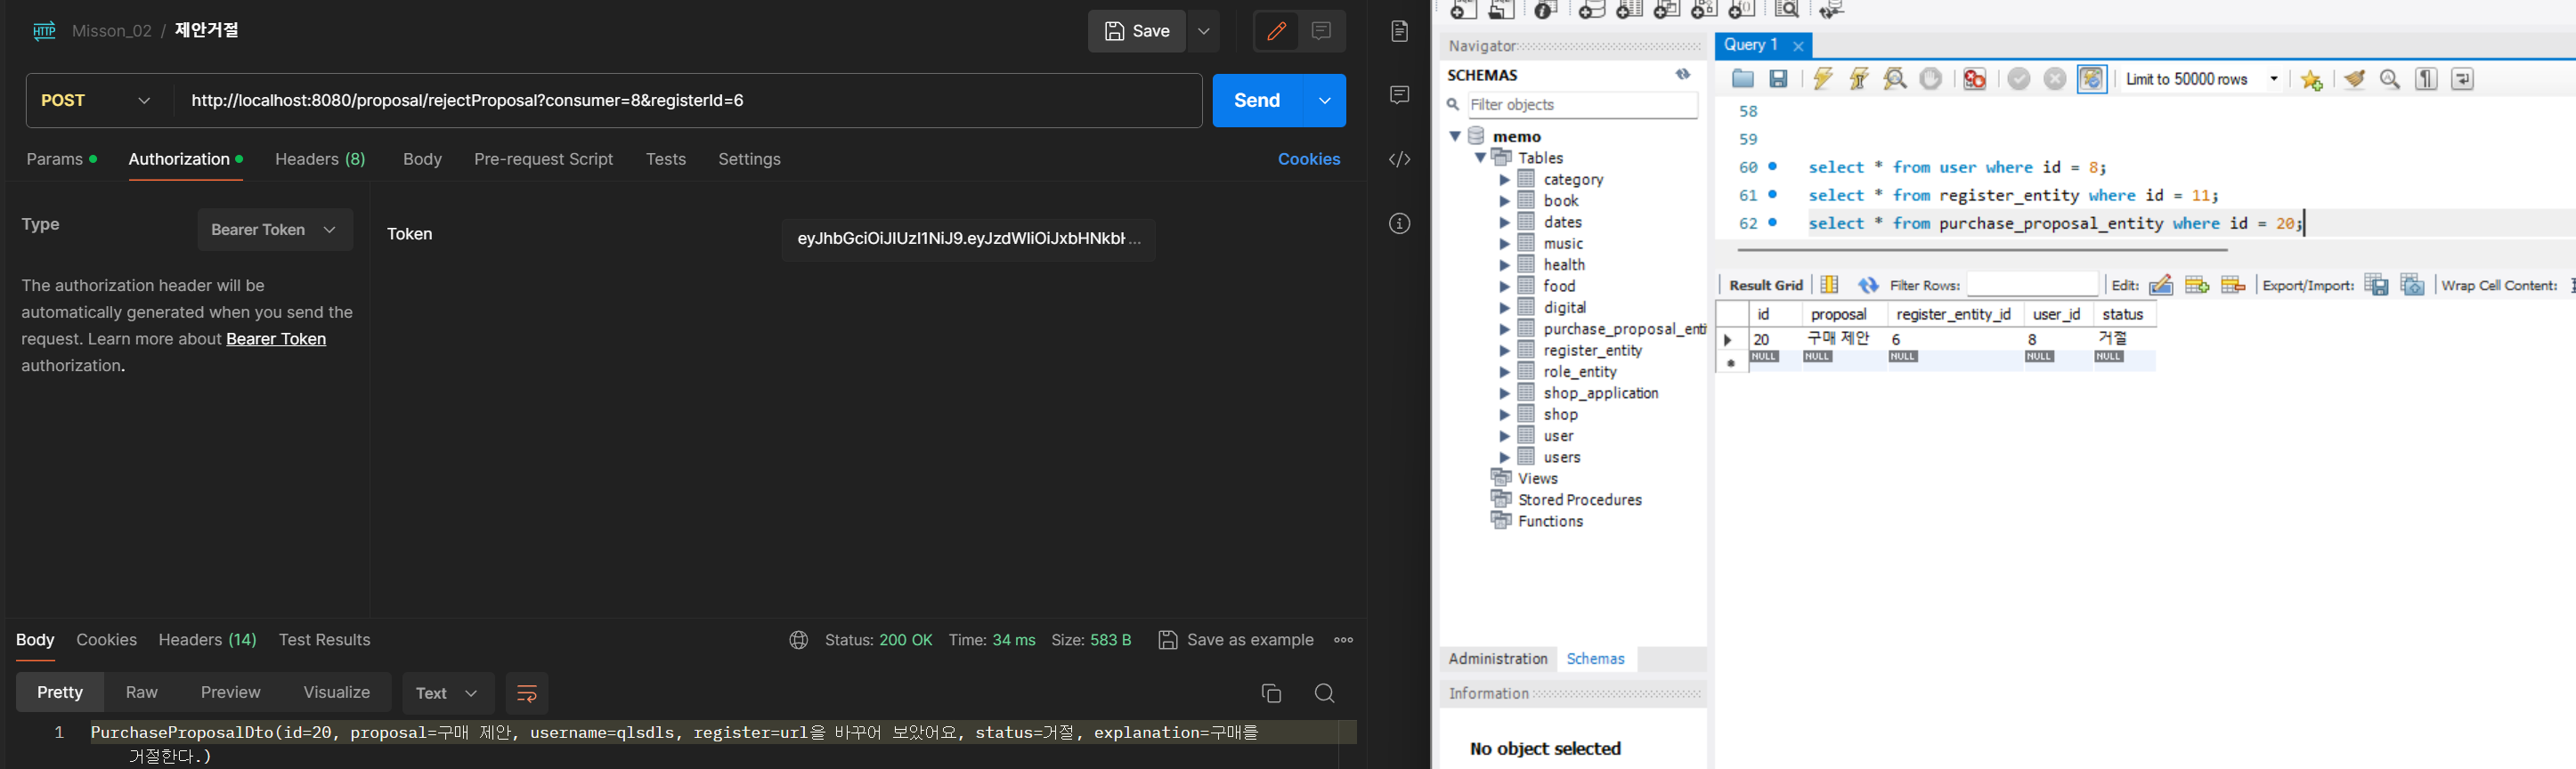 HTTP Misson_02 / 제안거절
Save
POST
http://localhost:8080/proposal/rejectProposal?consumer=8&registerId=6
Send
Params
Authorization
Headers (8)
Body
Pre-request Script
Tests
Settings
Cookies
Type
Bearer Token
The authorization header will be
automatically generated when you send the
request. Learn more about Bearer Token
authorization.
Token
Body
Cookies
Headers (14)
Test Results
Status: 200 OK
Time: 34 ms
Size: 583 B
Save as example
Pretty
Raw
Preview
Visualize
Text
1 PurchaseProposalDto(id=20, proposal=구매 제안, username=qlsdls, register=url을 바꾸어 보았어요, status=거절, explanation=구매를
거절한다.)
Navigator
SCHEMAS
Filter objects
memo
Tables
category
book
dates
music
health
food
digital
purchase_proposal_enti
register_entity
role_entity
shop_application
shop
user
users
Views
Stored Procedures
Functions
Administration
Schemas
Information
No object selected
Query 1
Limit to 50000 rows
58
59
60 select * from user where id = 8;
61 select * from register_entity where id = 11;
62 select * from purchase_proposal_entity where id = 20;
Result Grid
Filter Rows:
Edit:
Export/Import:
Wrap Cell Content:
id proposal register_entity_id user_id status
20 구매 제안 6 8 거절
NULL NULL NULL NULL NULL